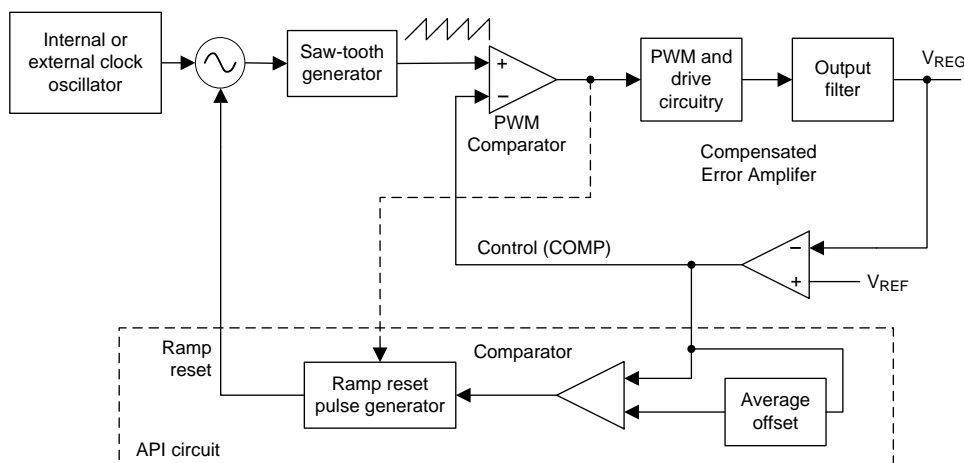 Internal or
external clock
oscillator
Saw-tooth
generator
+
−
PWM
Comparator
PWM and
drive
circuitry
Output
filter
VREG
Compensated
Error Amplifer
Control (COMP)
−
+
VREF
Ramp
reset
Ramp reset
pulse generator
Comparator
Average
offset
API circuit